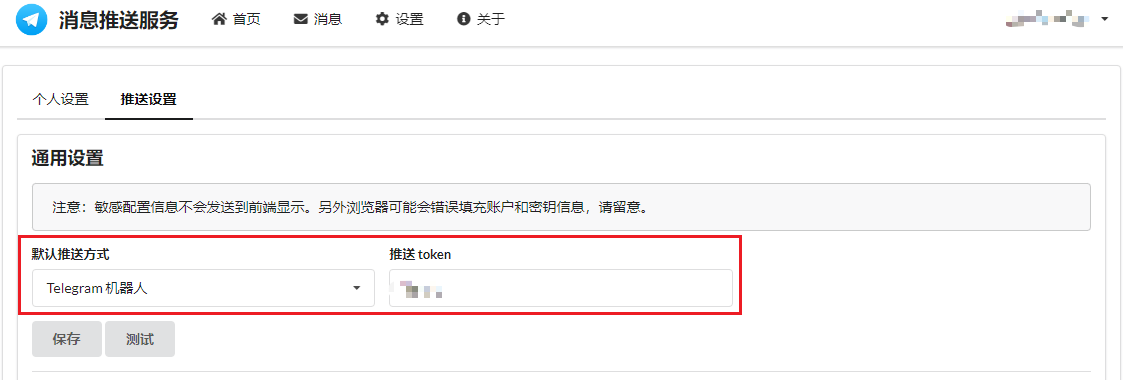 消息推送服务 首页 消息 设置 关于
个人设置 推送设置
通用设置
注意：敏感配置信息不会发送到前端显示。另外浏览器可能会错误填充账户和密钥信息，请留意。
默认推送方式 推送 token
Telegram 机器人
保存 测试